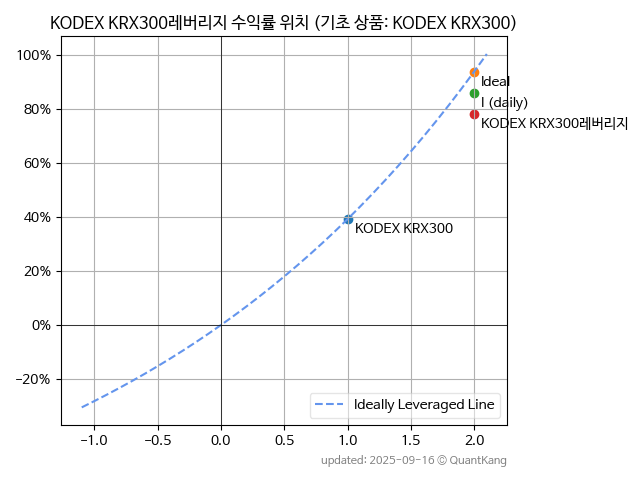 KODEX KRX300레버리지 수익률 위치 (기초 상품: KODEX KRX300)
100%
80%
60%
40%
20%
0%
−20%
Ideal
I (daily)
KODEX KRX300레버리지
KODEX KRX300
Ideally Leveraged Line
−1.0
−0.5
0.0
0.5
1.0
1.5
2.0
updated: 2025-09-16 © QuantKang